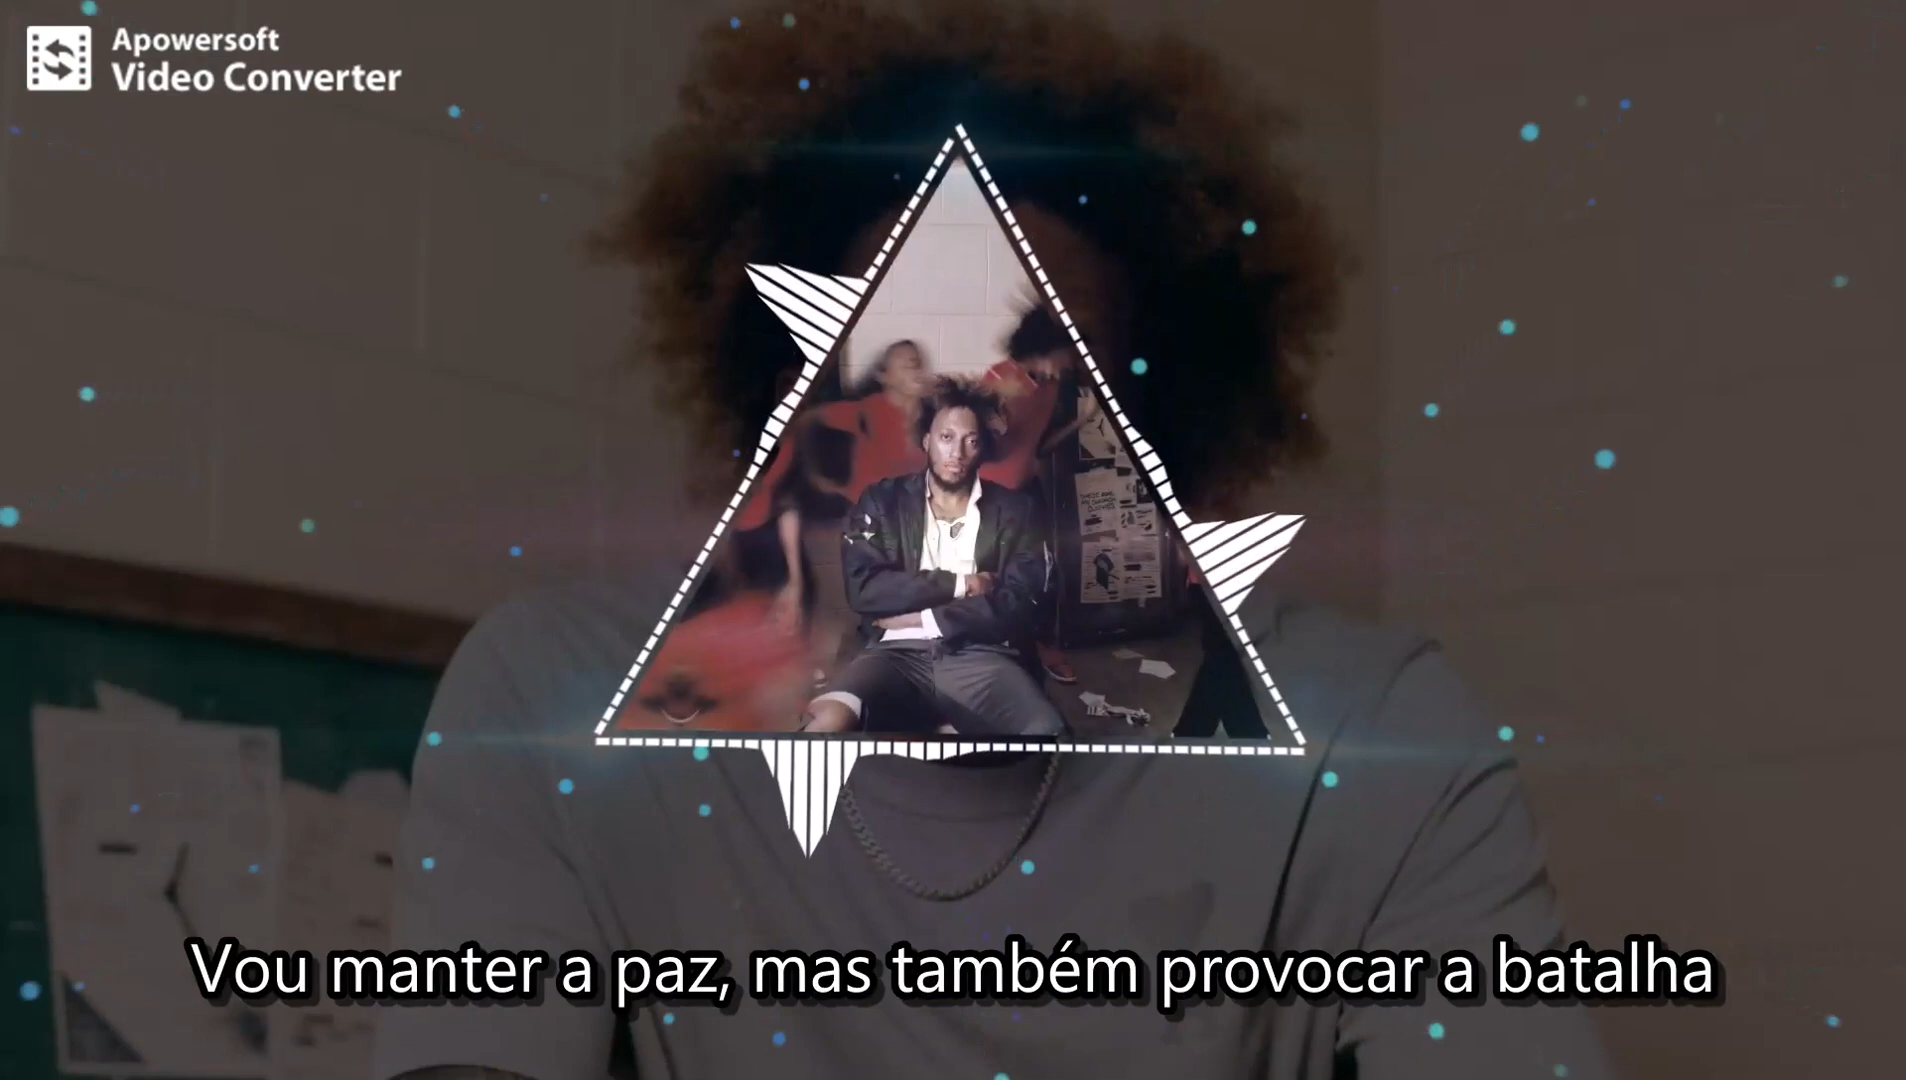 Apowersoft
Video Converter
Vou manter a paz, mas também provocar a batalha